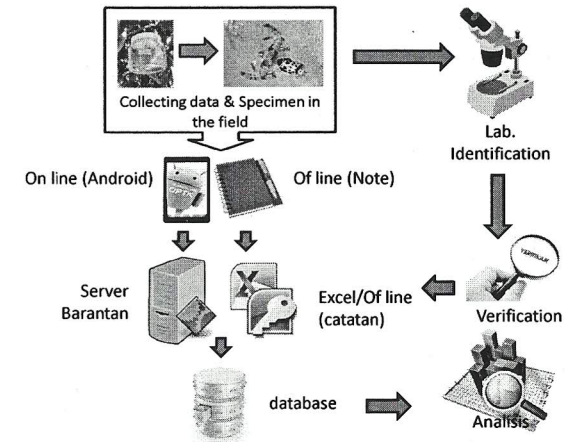 Collecting data & Specimen in
the field
Lab.
Identification
On line (Android)
OPTK
Of line (Note)
Server
Barantan
Excel/Of line
(catatan)
Verification
database
Analisis